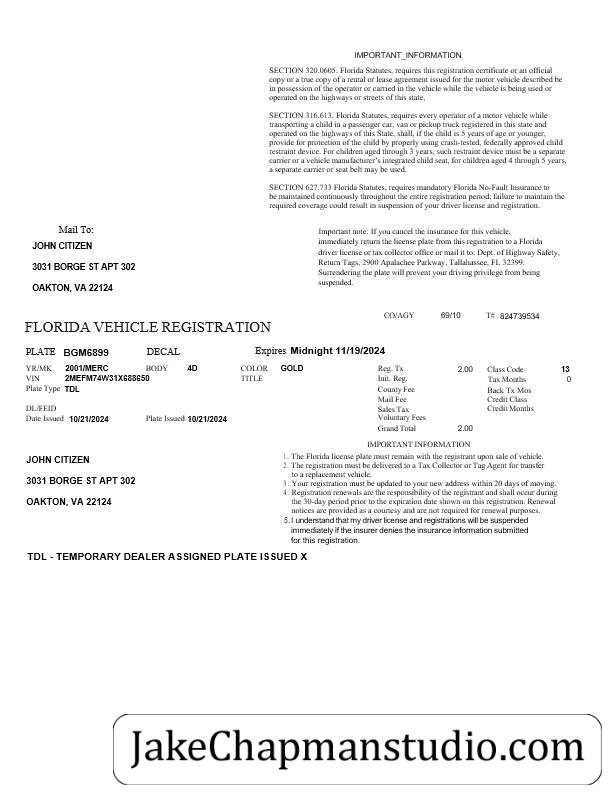 IMPORTANT_INFORMATION
SECTION 320.0605. Florida Statutes, requires this registration certificate or an official
copy or a true copy of a rental or lease agreement issued for the motor vehicle described be
in possession of the operator or carried in the vehicle while the vehicle is being used or
operated on the highways or streets of this state,
SECTION 316.613. Florida Statutes, requires every operator of a motor vehicle while
transporting a child in a passenger car, van or pickup truck registered in this state and
operated on the highways of this State, shall, if the child is 5 years of age or younger,
provide for protection of the child by properly using crash-tested, federally approved child
restraint device. For children aged through 3 years, such restraint device must be a separate
carrier or a vehicle manufacturer's integrated child seat, for children aged 4 through 5 years,
a separate carrier or seat belt may be used.
SECTION 627.733 Florida Statutes, requires mandatory Florida No-Fault Insurance to
be maintained continuously throughout the entire registration period; failure to maintain the
required coverage could result in suspension of your driver license and registration.
Mail To:
JOHN CITIZEN
3031 BORGE ST APT 302
OAKTON, VA 22124
Important note: If you cancel the insurance for this vehicle,
immediately return the license plate from this registration to a Florida
driver license or tax collector office or mail it to: Dept. of Highway Safety,
Return Tags, 2900 Apalachee Parkway, Tallahassee, FL 32399.
Surrendering the plate will prevent your driving privilege from being
suspended.
CO/AGY 69/10 T# 824739534
FLORIDA VEHICLE REGISTRATION
PLATE BGM6899 DECAL Expires Midnight 11/19/2024
YR/MK 2001/MERC BODY 4D COLOR GOLD Reg. Tx 2.00 Class Code 13
VIN 2MEFM74W31X688650 TITLE Init. Reg. Tax Months 0
Plate Type TDL County Fee Back Tx Mos
Mail Fee Credit Class
DL/FEID Sales Tax Credit Months
Date Issued 10/21/2024 Plate Issued 10/21/2024 Voluntary Fees
Grand Total 2.00
IMPORTANT INFORMATION
JOHN CITIZEN
3031 BORGE ST APT 302
OAKTON, VA 22124
1. The Florida license plate must remain with the registrant upon sale of vehicle.
2. The registration must be delivered to a Tax Collector or Tag Agent for transfer
to a replacement vehicle.
3. Your registration must be updated to your new address within 20 days of moving.
4. Registration renewals are the responsibility of the registrant and shall occur during
the 30-day period prior to the expiration date shown on this registration. Renewal
notices are provided as a courtesy and are not required for renewal purposes.
5.I understand that my driver license and registrations will be suspended
immediately if the insurer denies the insurance information submitted
for this registration.
TDL - TEMPORARY DEALER ASSIGNED PLATE ISSUED X
JakeChapmanstudio.com